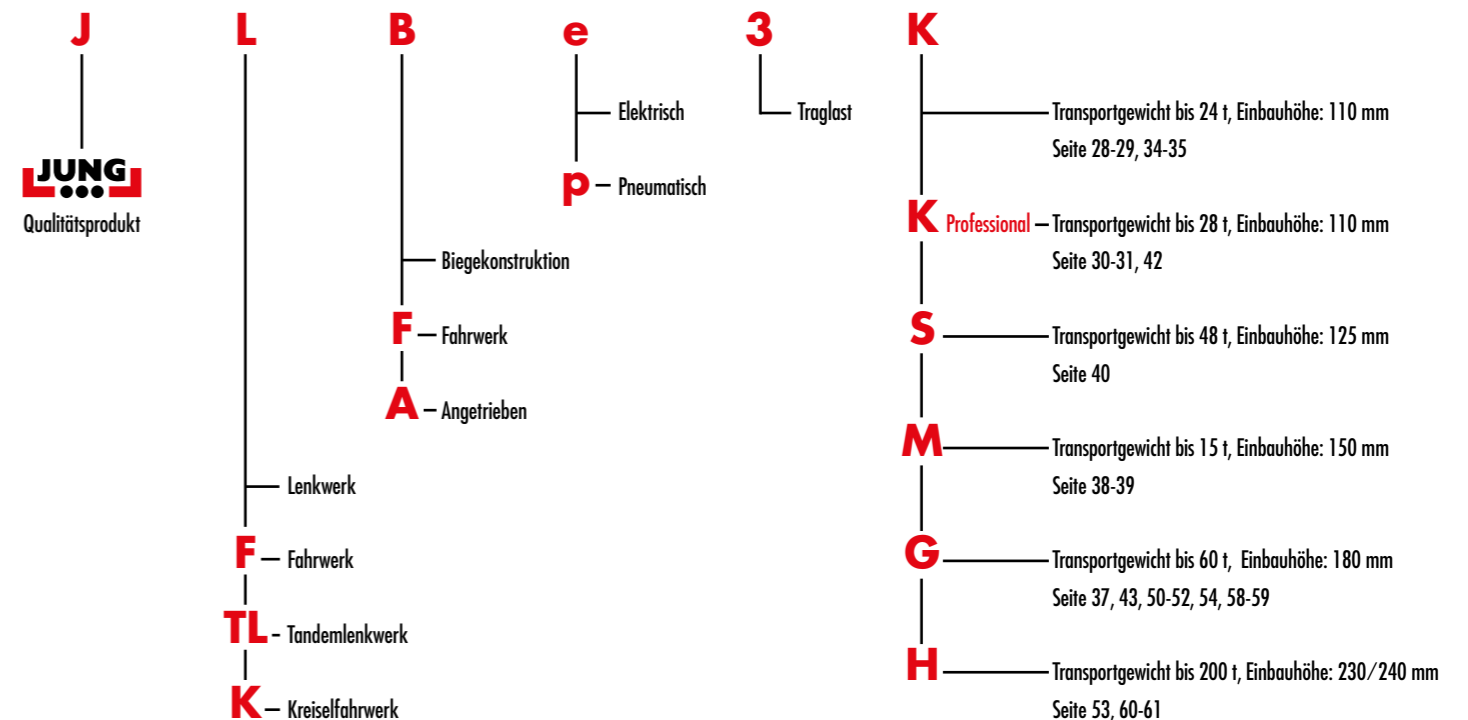 J L B e 3 K
Elektrisch
Traglast
Transportgewicht bis 24 t, Einbauhöhe: 110 mm
Seite 28-29, 34-35
JUNG
Qualitätsprodukt
p – Pneumatisch
K Professional – Transportgewicht bis 28 t, Einbauhöhe: 110 mm
Seite 30-31, 42
Biegekonstruktion
F – Fahrwerk
S Transportgewicht bis 48 t, Einbauhöhe: 125 mm
Seite 40
A – Angetrieben
M Transportgewicht bis 15 t, Einbauhöhe: 150 mm
Seite 38-39
Lenkwerk
F – Fahrwerk
G Transportgewicht bis 60 t, Einbauhöhe: 180 mm
Seite 37, 43, 50-52, 54, 58-59
TL – Tandemlenkwerk
H Transportgewicht bis 200 t, Einbauhöhe: 230/240 mm
Seite 53, 60-61
K – Kreiselfahrwerk